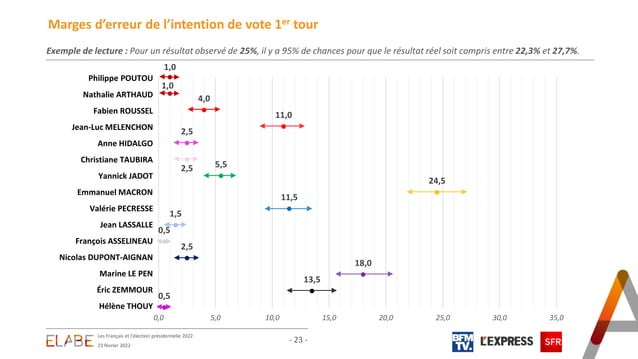 Marges d’erreur de l’intention de vote 1er tour
Exemple de lecture : Pour un résultat observé de 25%, il y a 95% de chances pour que le résultat réel soit compris entre 22,3% et 27,7%.
Philippe POUTOU 1,0
Nathalie ARTHAUD 1,0
Fabien ROUSSEL 4,0
Jean-Luc MELENCHON 11,0
Anne HIDALGO 2,5
Christiane TAUBIRA 2,5
Yannick JADOT 5,5
Emmanuel MACRON 24,5
Valérie PECRESSE 11,5
Jean LASSALLE 1,5
François ASSELINEAU 0,5
Nicolas DUPONT-AIGNAN 2,5
Marine LE PEN 18,0
Éric ZEMMOUR 13,5
Hélène THOUY 0,5
0,0 5,0 10,0 15,0 20,0 25,0 30,0 35,0
ELABE
Les Français et l’élection présidentielle 2022
23 février 2022
- 23 -
BFM TV.
L’EXPRESS
SFR